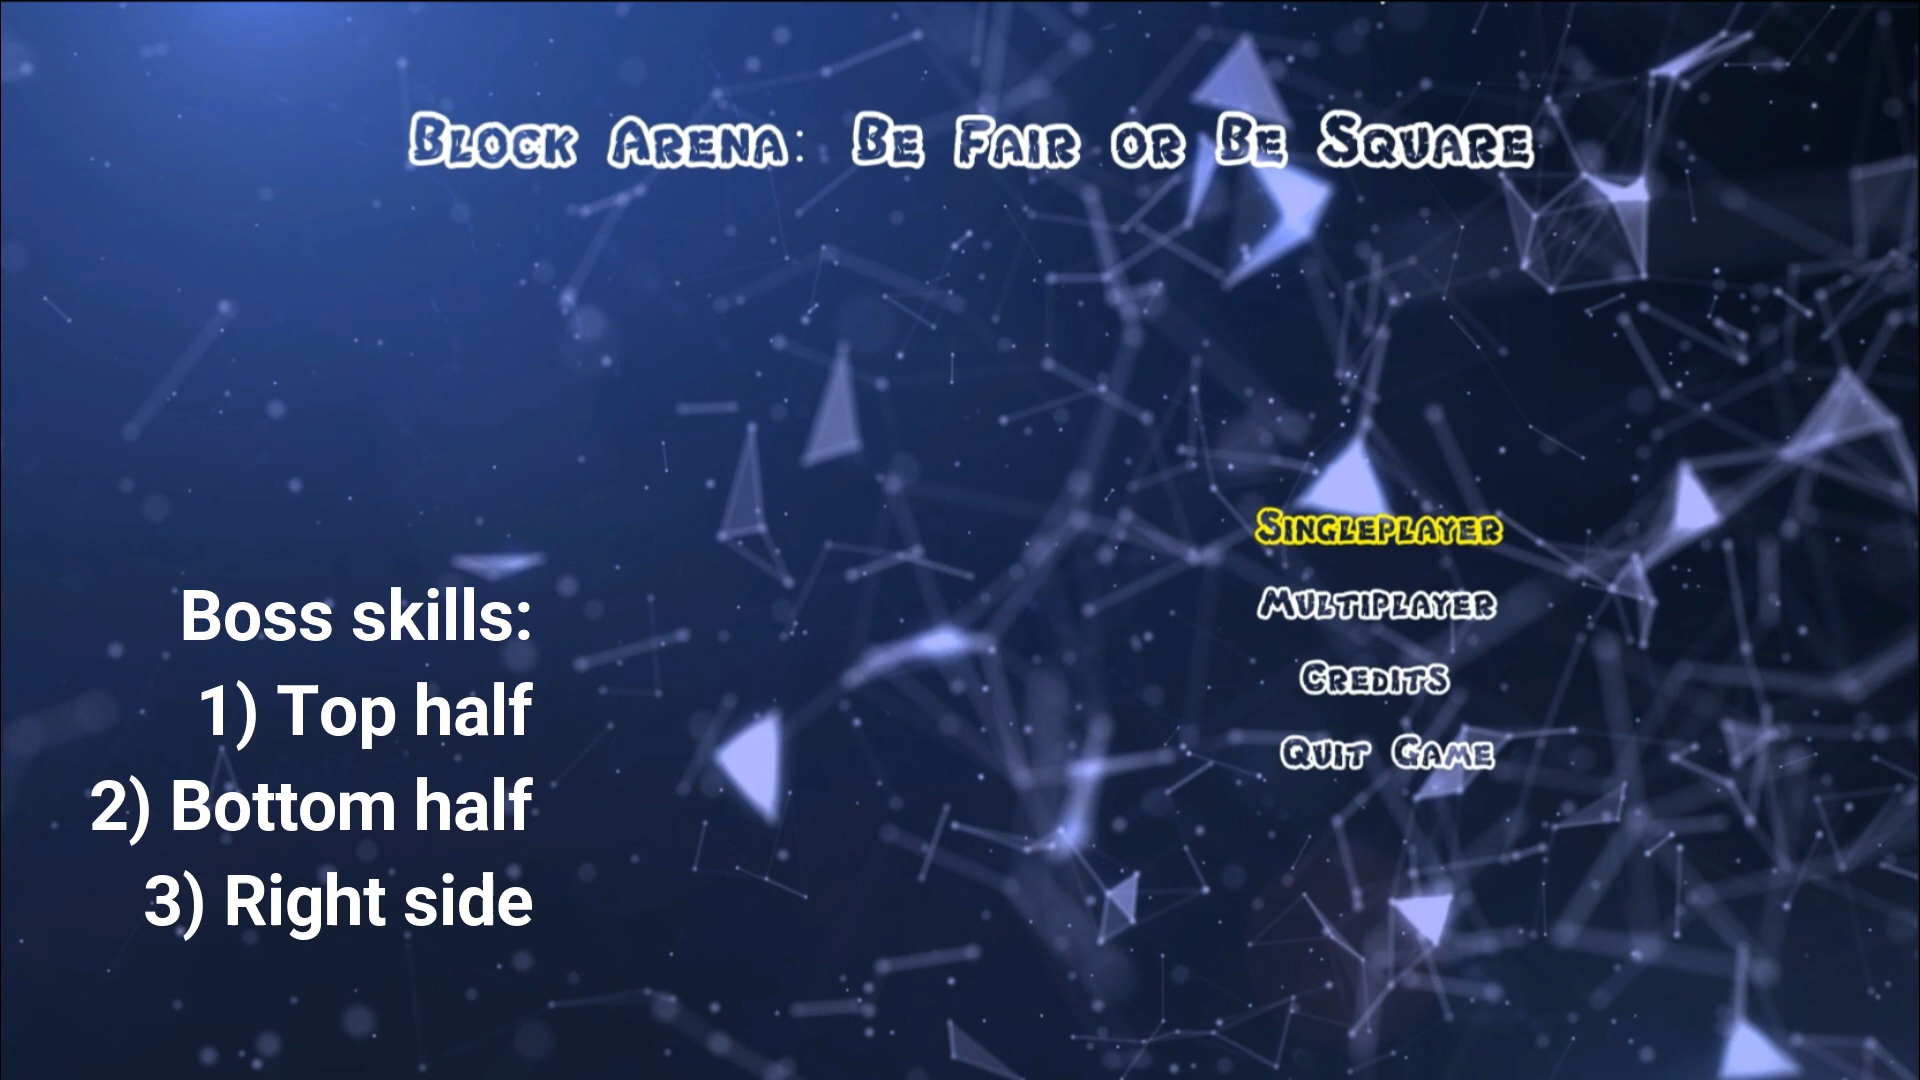 Block Arena: Be Fair or Be Square
Singleplayer
Multiplayer
Credits
Quit Game
Boss skills:
1) Top half
2) Bottom half
3) Right side